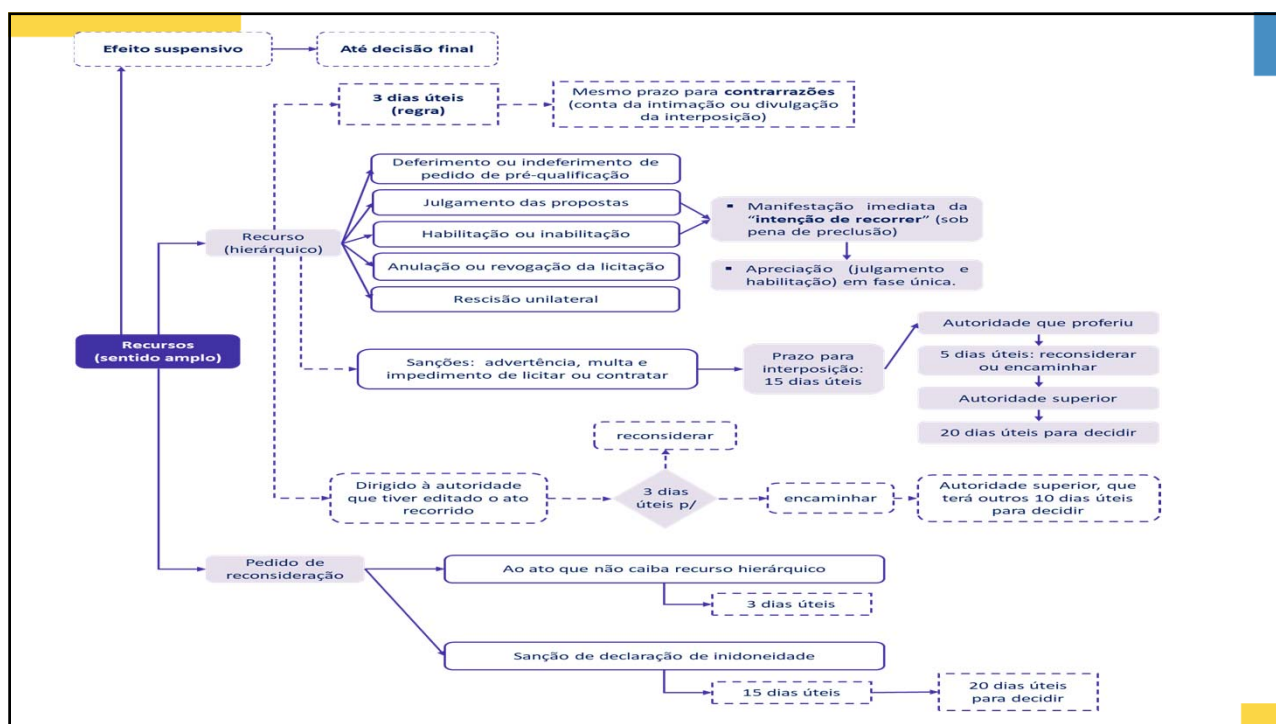 Efeito suspensivo
Até decisão final
3 dias úteis
(regra)
Mesmo prazo para contrarrazões
(conta da intimação ou divulgação
da interposição)
Recurso
(hierárquico)
Deferimento ou indeferimento de
pedido de pré-qualificação
Julgamento das propostas
Habilitação ou inabilitação
Anulação ou revogação da licitação
Rescisão unilateral
▪ Manifestação imediata da
“intenção de recorrer” (sob
pena de preclusão)
▪ Apreciação (julgamento e
habilitação) em fase única.
Recursos
(sentido amplo)
Sanções: advertência, multa e
impedimento de licitar ou contratar
Prazo para
interposição:
15 dias úteis
Autoridade que proferiu
5 dias úteis: reconsiderar
ou encaminhar
Autoridade superior
20 dias úteis para decidir
reconsiderar
Dirigido à autoridade
que tiver editado o ato
recorrido
3 dias
úteis p/
encaminhar
Autoridade superior, que
terá outros 10 dias úteis
para decidir
Pedido de
reconsideração
Ao ato que não caiba recurso hierárquico
3 dias úteis
Sanção de declaração de inidoneidade
15 dias úteis
20 dias úteis
para decidir